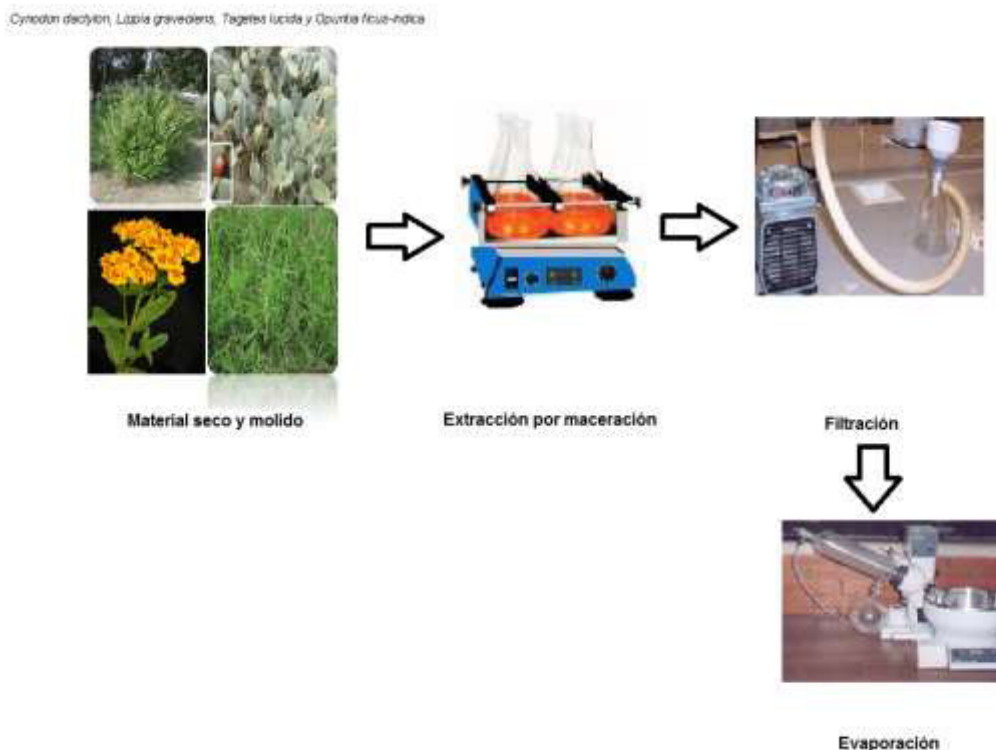 Cynodon dactylon, Lippia graveolens, Tagetes lucida y Opuntia ficus-indica
Material seco y molido
Extracción por maceración
Filtración
Evaporación